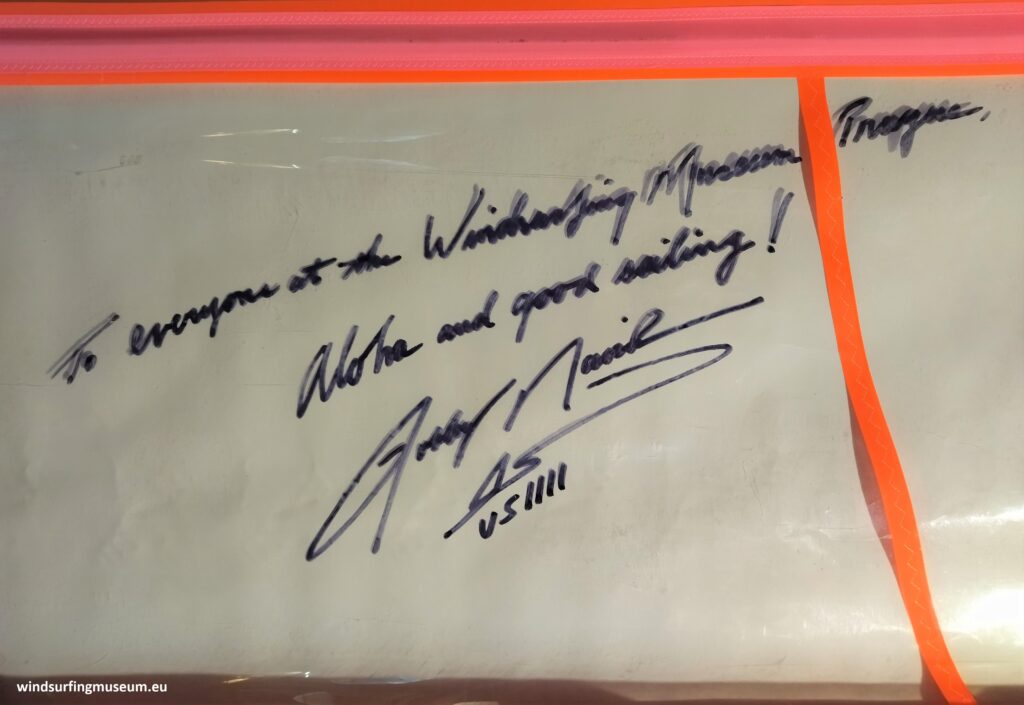 To everyone at the Windsurfing Museum Prague,
Aloha and good sailing!
Robby Naish
US1111
windsurfingmuseum.eu